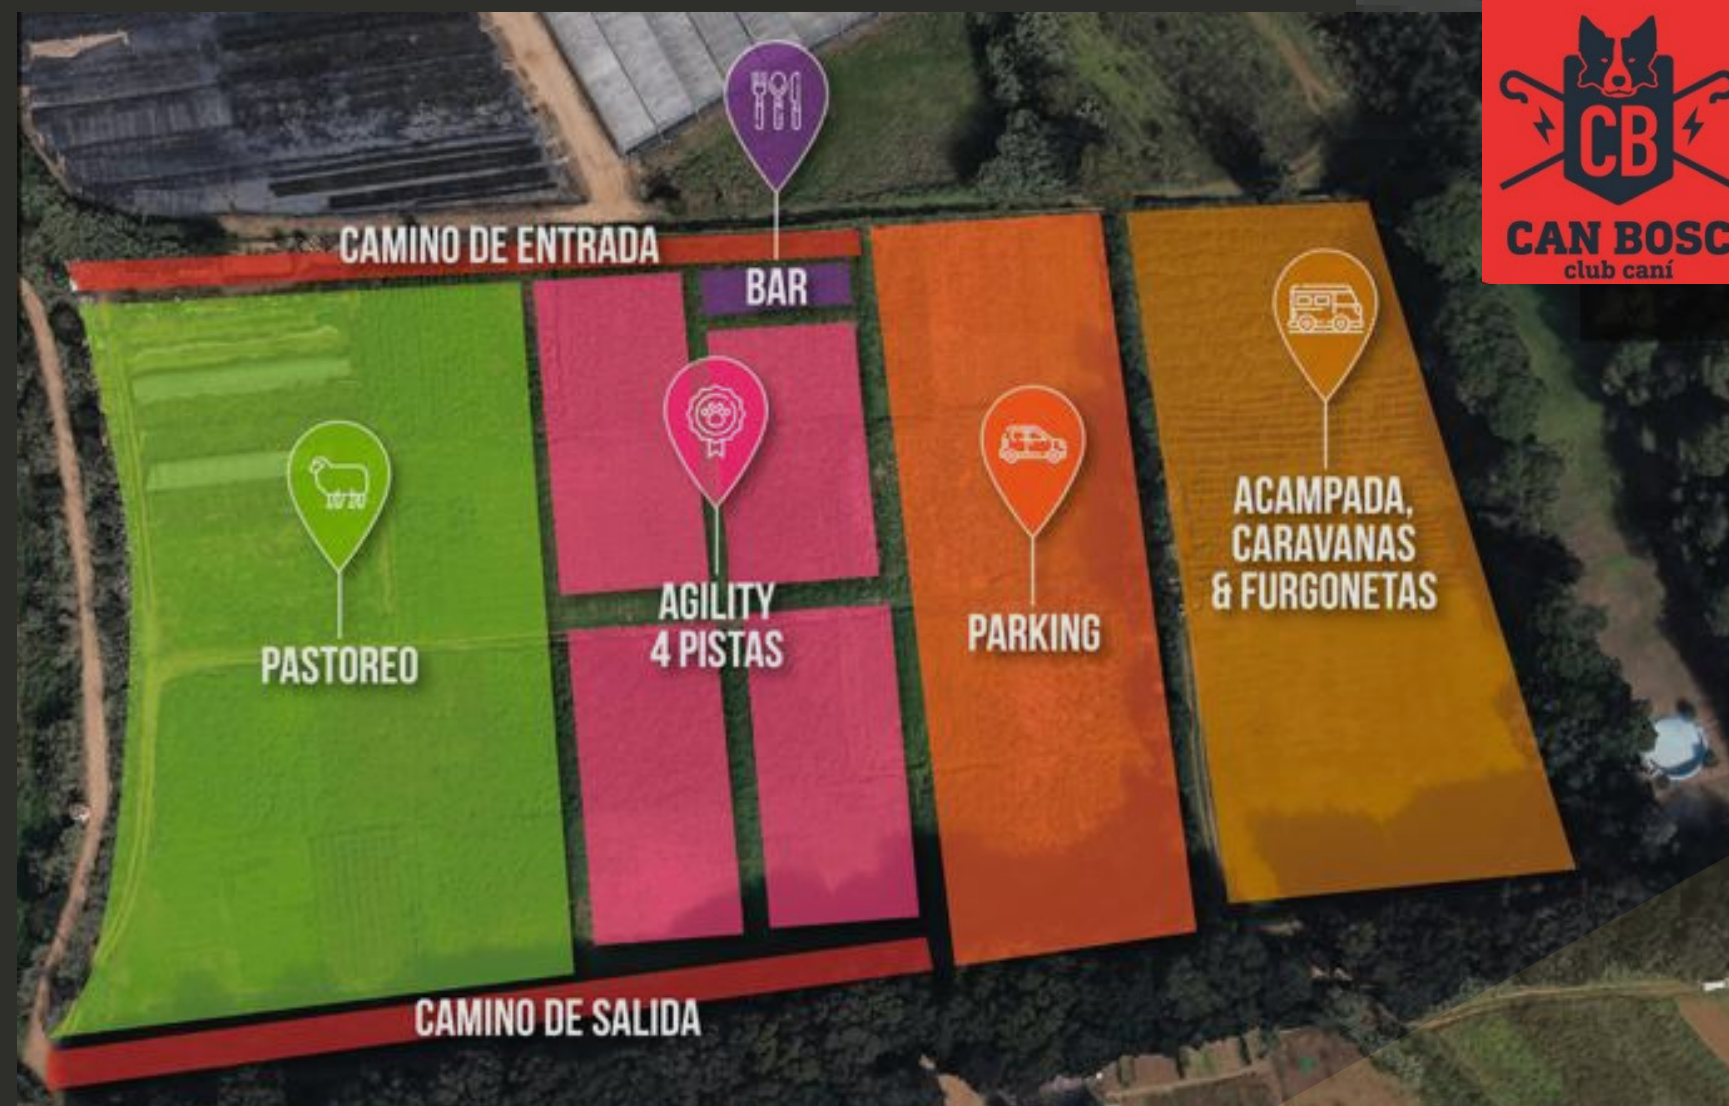 CB
CAN BOSC
club caní
CAMINO DE ENTRADA
BAR
AGILITY
4 PISTAS
PASTOREO
PARKING
ACAMPADA,
CARAVANAS
& FURGONETAS
CAMINO DE SALIDA